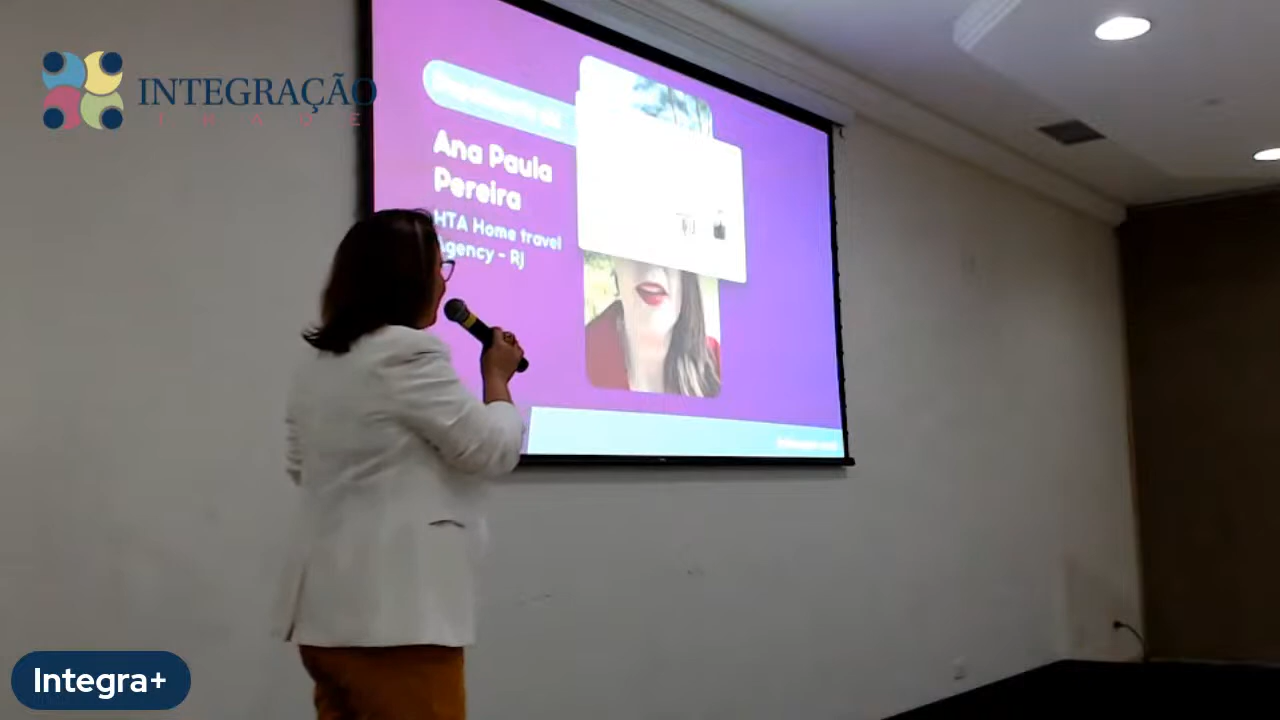 INTEGRAÇÃO
T R A D E
Ana Paula
Pereira
HTA Home travel
Agency - RJ
Integra+